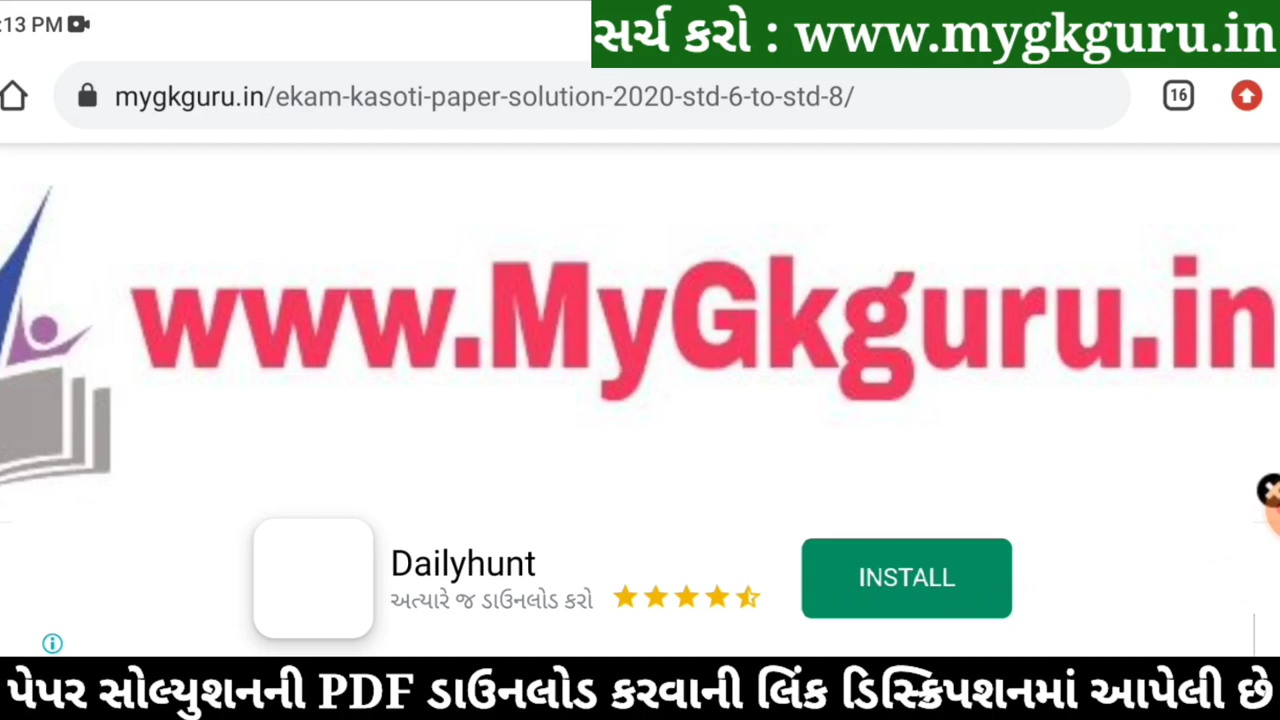 :13 PM
સર્ચ કરો : www.mygkguru.in
mygkguru.in/ekam-kasoti-paper-solution-2020-std-6-to-std-8/
16
www.MyGkguru.in
Dailyhunt
અત્યારે જ ડાઉનલોડ કરો
INSTALL
પેપર સોલ્યુશનની PDF ડાઉનલોડ કરવાની લિંક ડિસ્ક્રિપશનમાં આપેલી છે